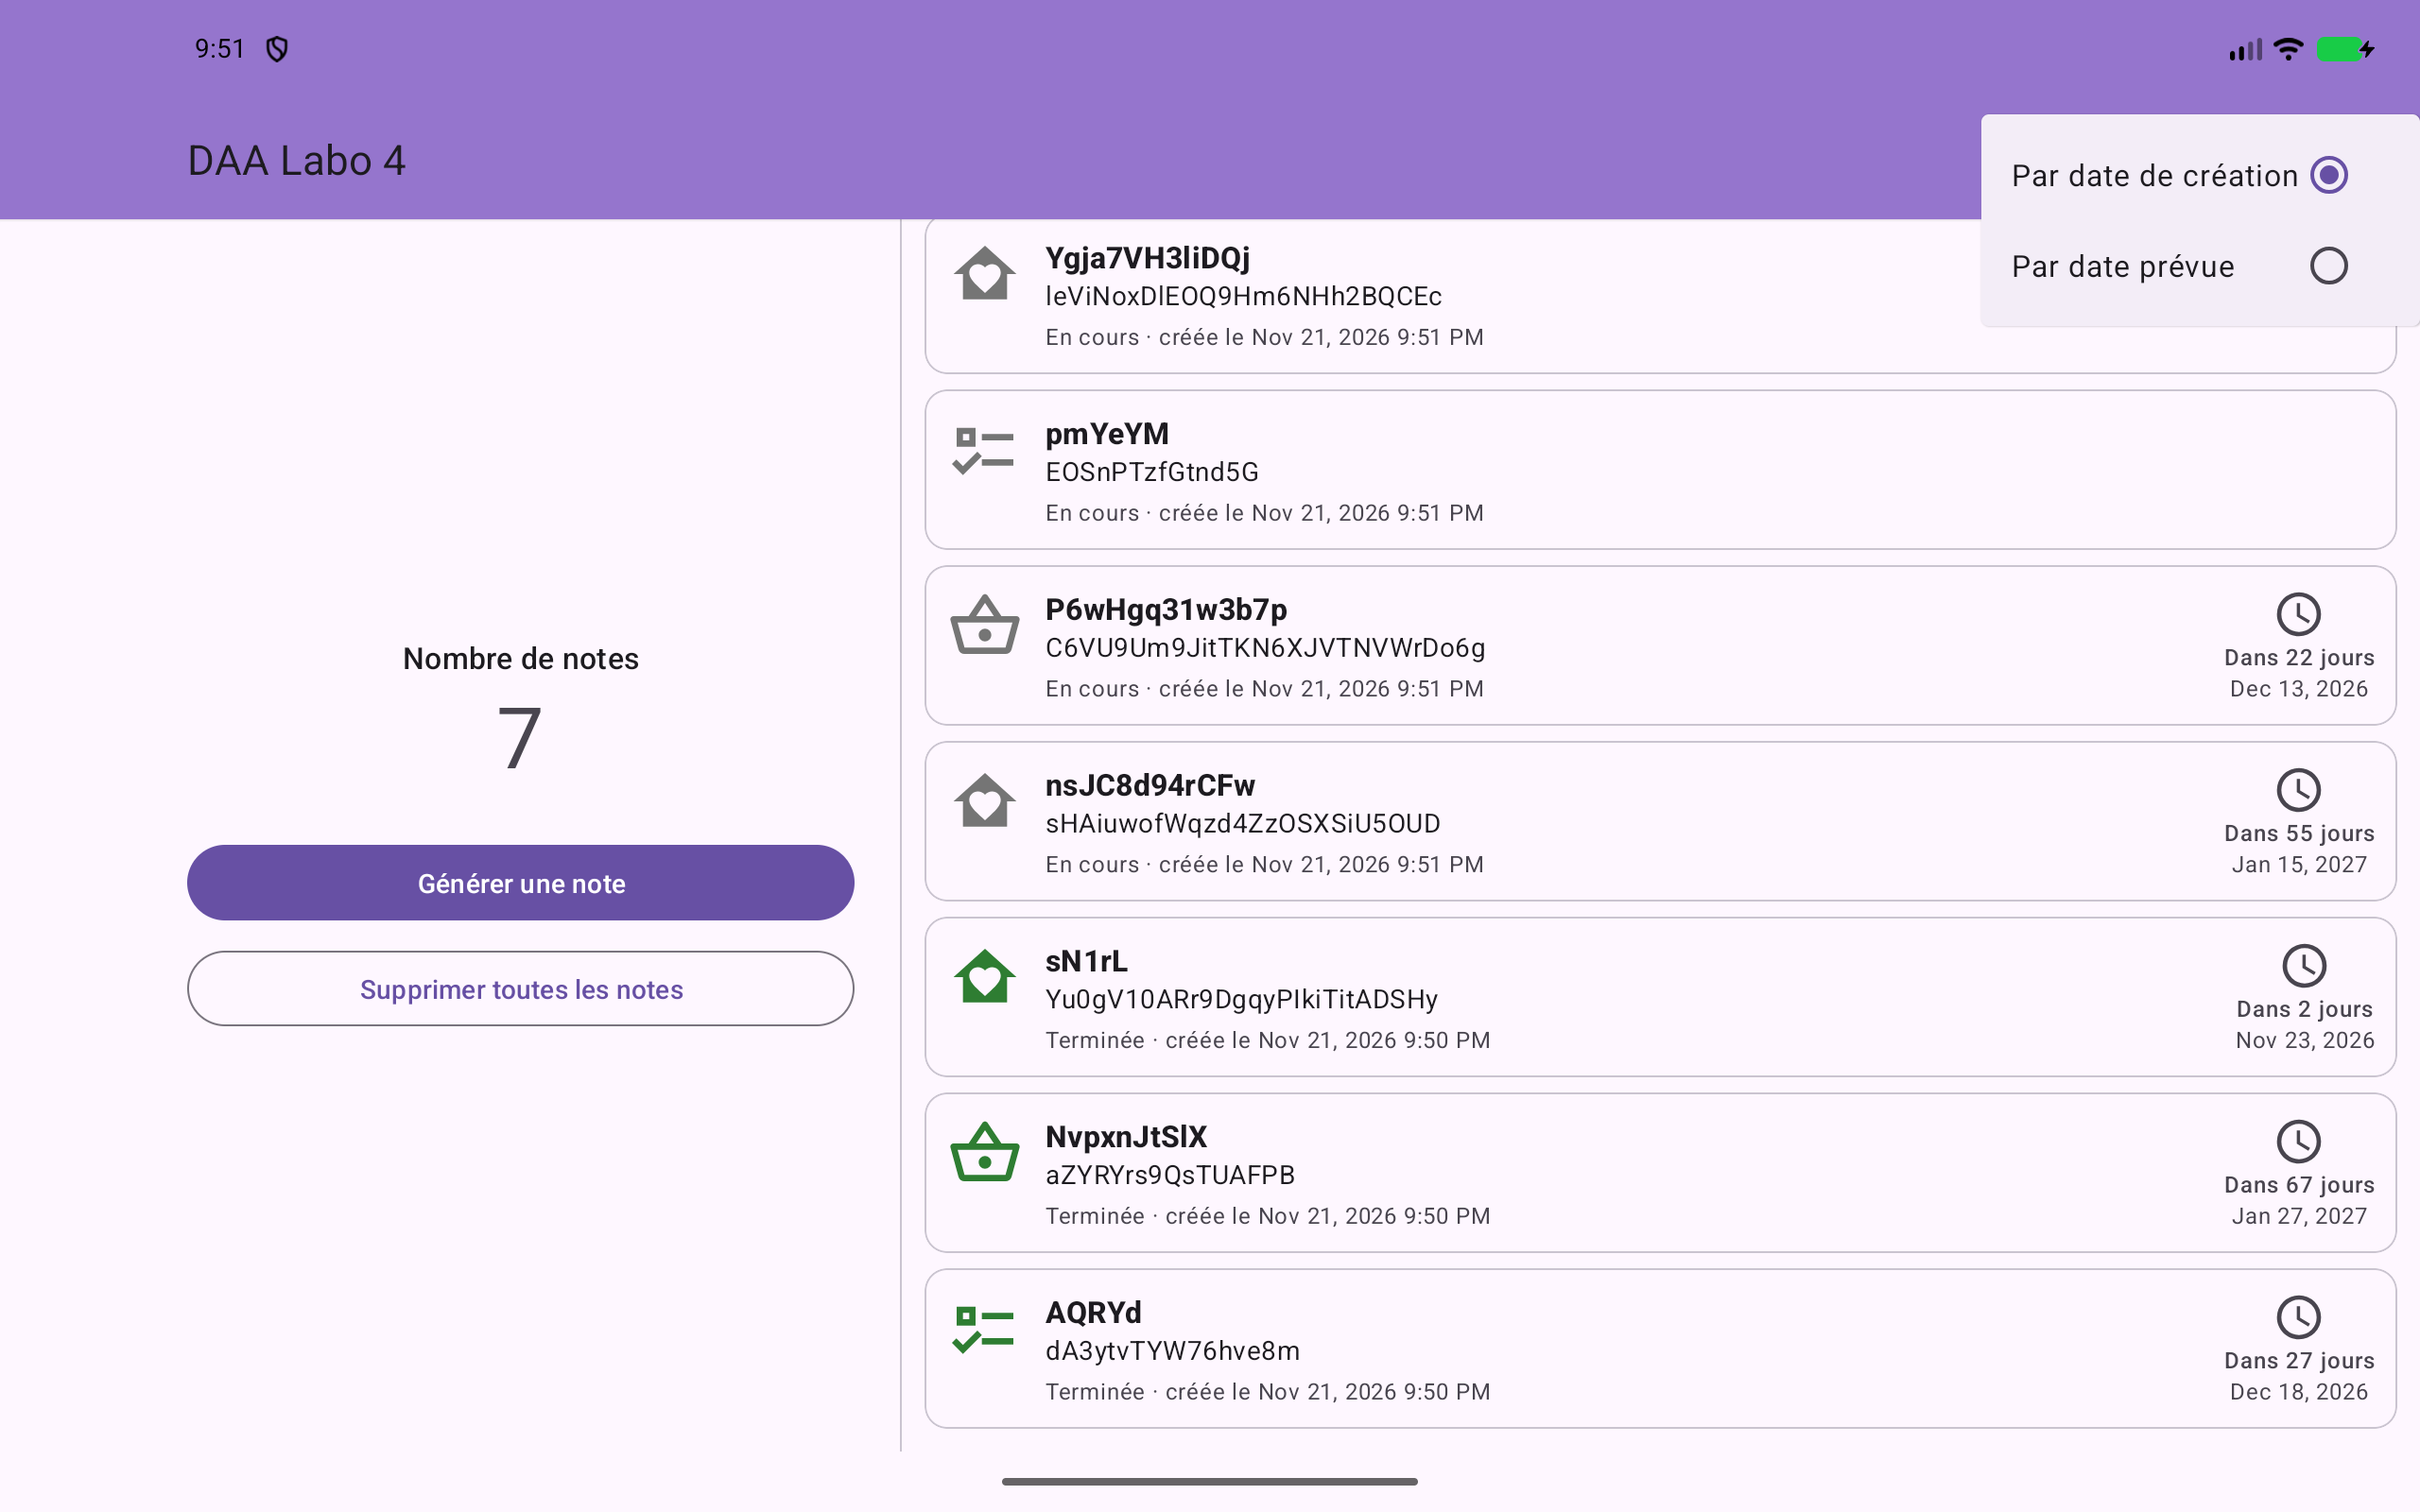 9:51
DAA Labo 4
Par date de création
Par date prévue
Nombre de notes
7
Générer une note
Supprimer toutes les notes
Ygja7VH3liDQj
leViNoxDlEOQ9Hm6NHh2BQCEc
En cours · créée le Nov 21, 2026 9:51 PM
pmYeYM
EOSnPTzfGtnd5G
En cours · créée le Nov 21, 2026 9:51 PM
P6wHgq31w3b7p
C6VU9Um9JitTKN6XJVTNVWrDo6g
En cours · créée le Nov 21, 2026 9:51 PM
Dans 22 jours
Dec 13, 2026
nsJC8d94rCFw
sHAiuwofWqzd4ZzOSXSiU5OUD
En cours · créée le Nov 21, 2026 9:51 PM
Dans 55 jours
Jan 15, 2027
sN1rL
Yu0gV10ARr9DgqyPIkiTitADSHy
Terminée · créée le Nov 21, 2026 9:50 PM
Dans 2 jours
Nov 23, 2026
NvpxnJtSlX
aZYRYrs9QsTUAFPB
Terminée · créée le Nov 21, 2026 9:50 PM
Dans 67 jours
Jan 27, 2027
AQRYd
dA3ytvTYW76hve8m
Terminée · créée le Nov 21, 2026 9:50 PM
Dans 27 jours
Dec 18, 2026